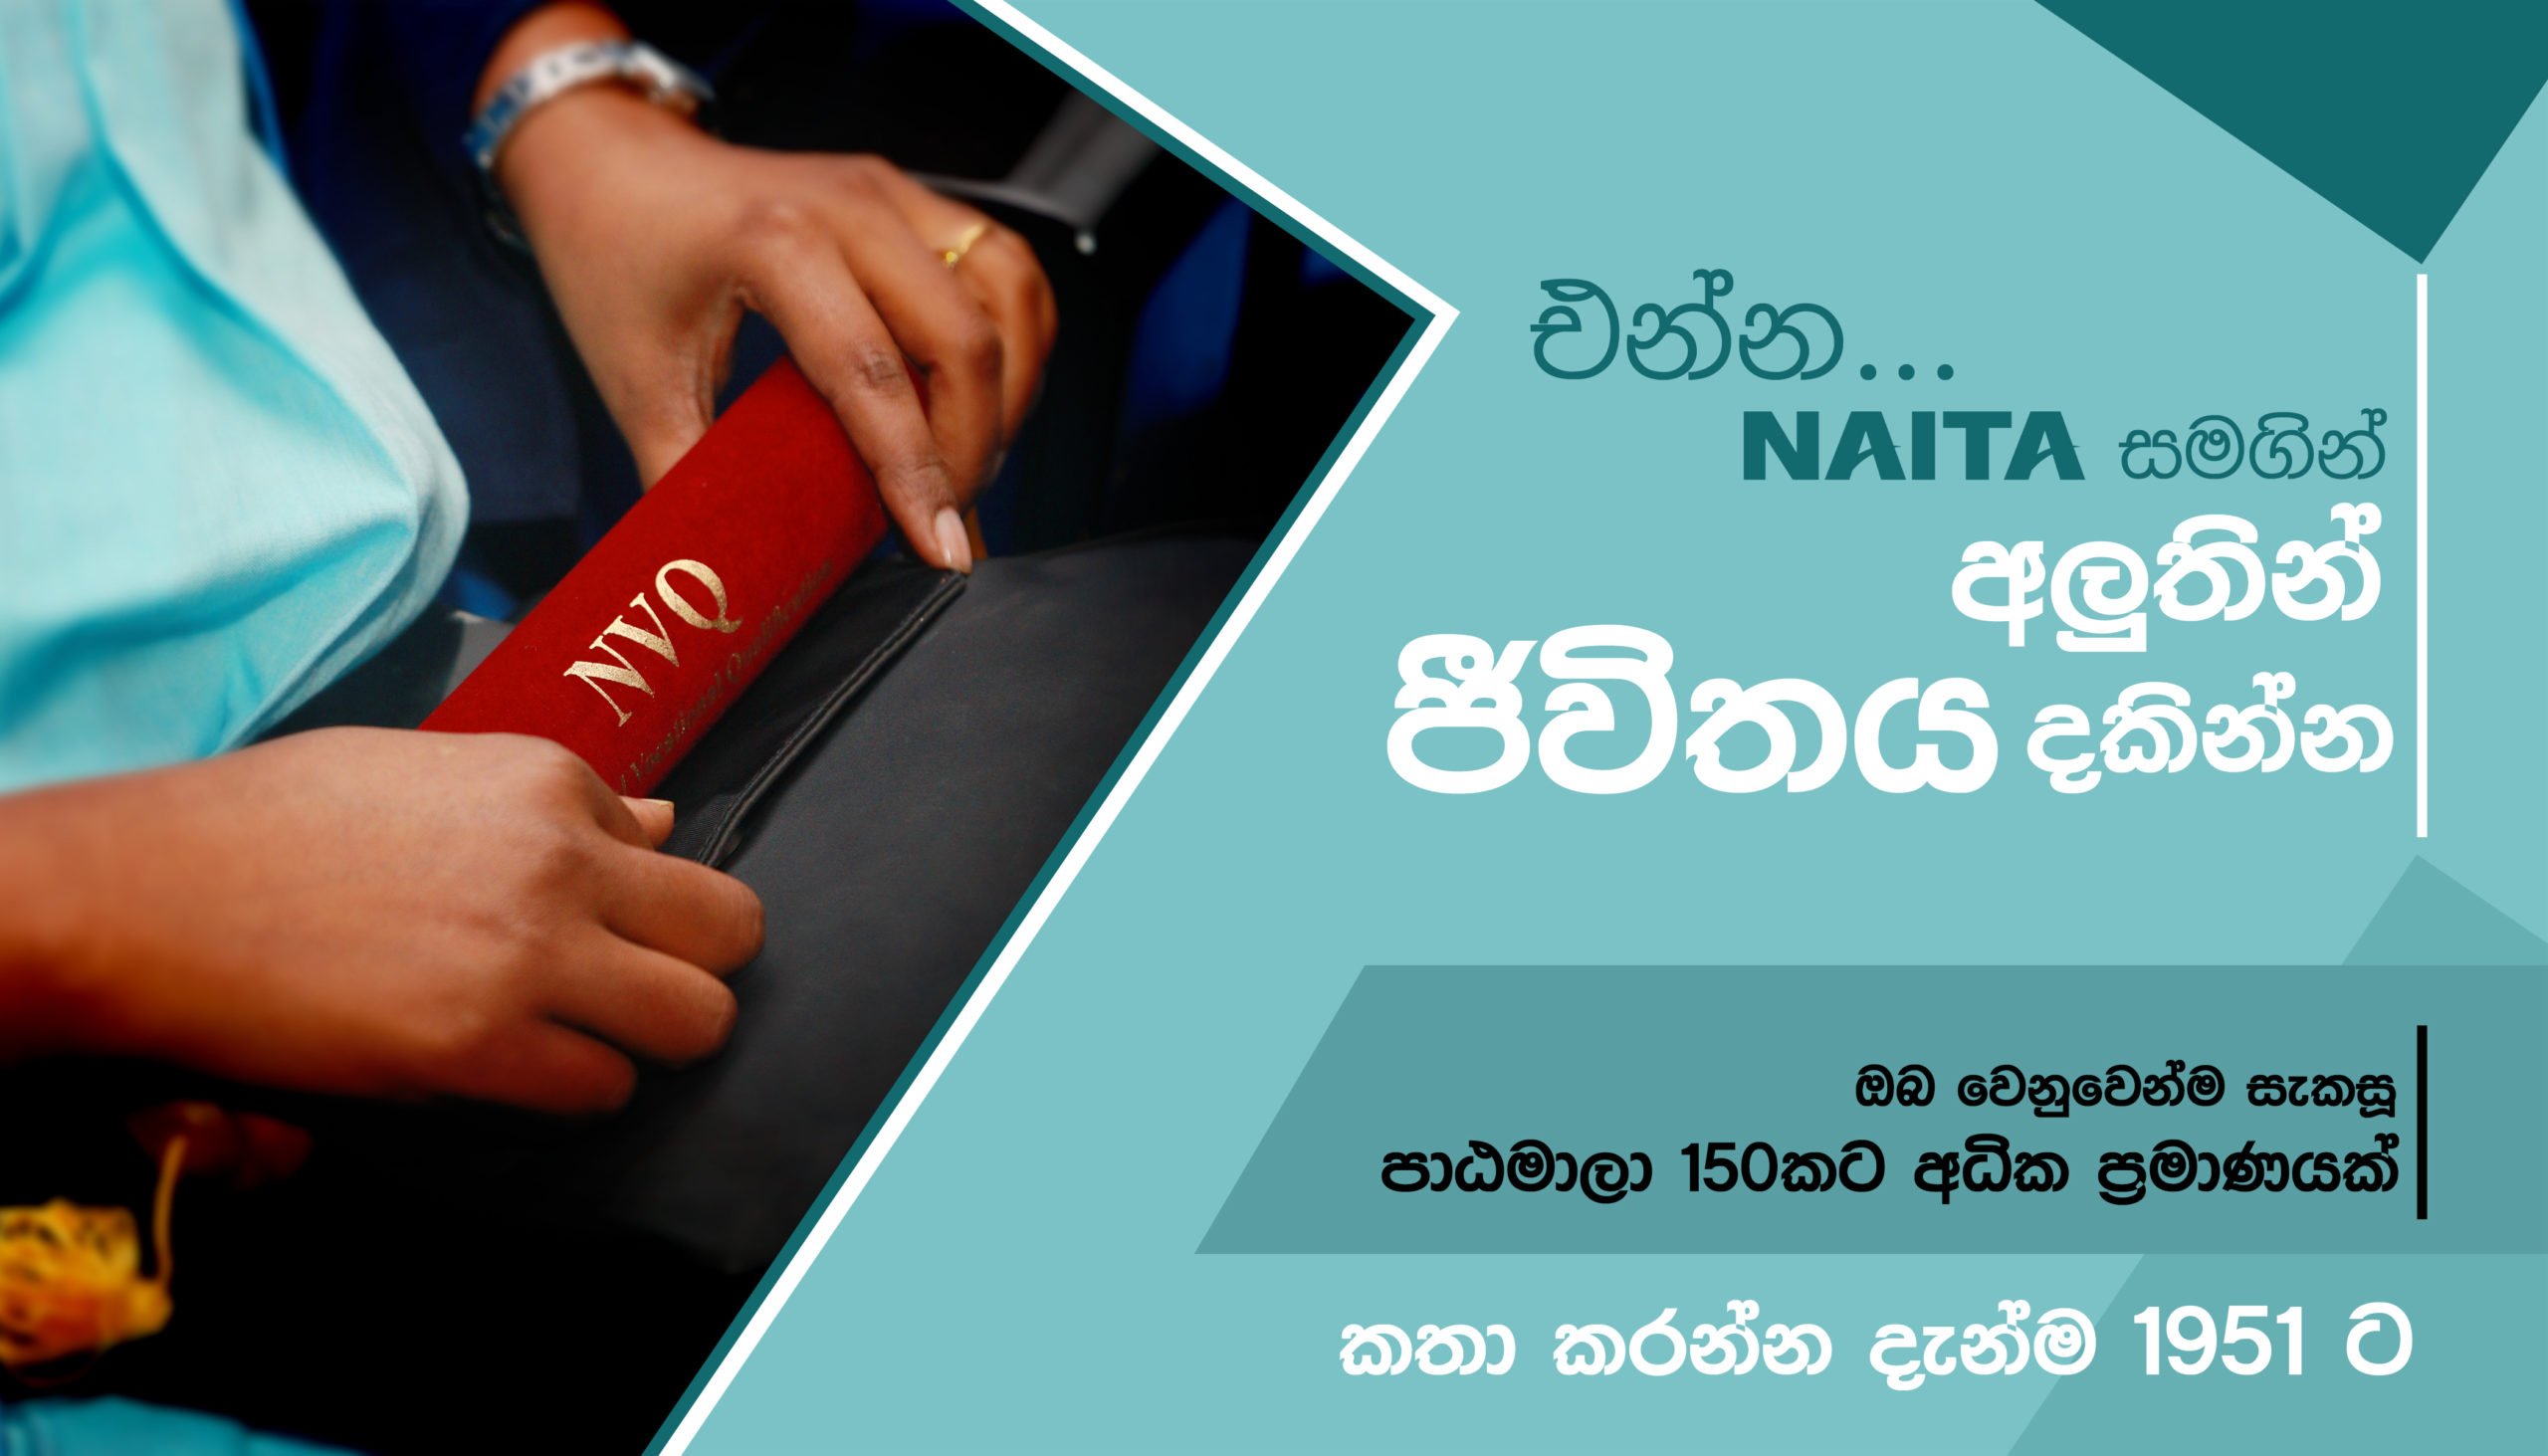 එන්න...
NAITA සමගින්
අලුතින්
ජීවිතය දකින්න
NVQ
Vocational Qualification
ඔබ වෙනුවෙන්ම සැකසූ
පාඨමාලා 150කට අධික ප්‍රමාණයක්
කතා කරන්න දැන්ම 1951 ට